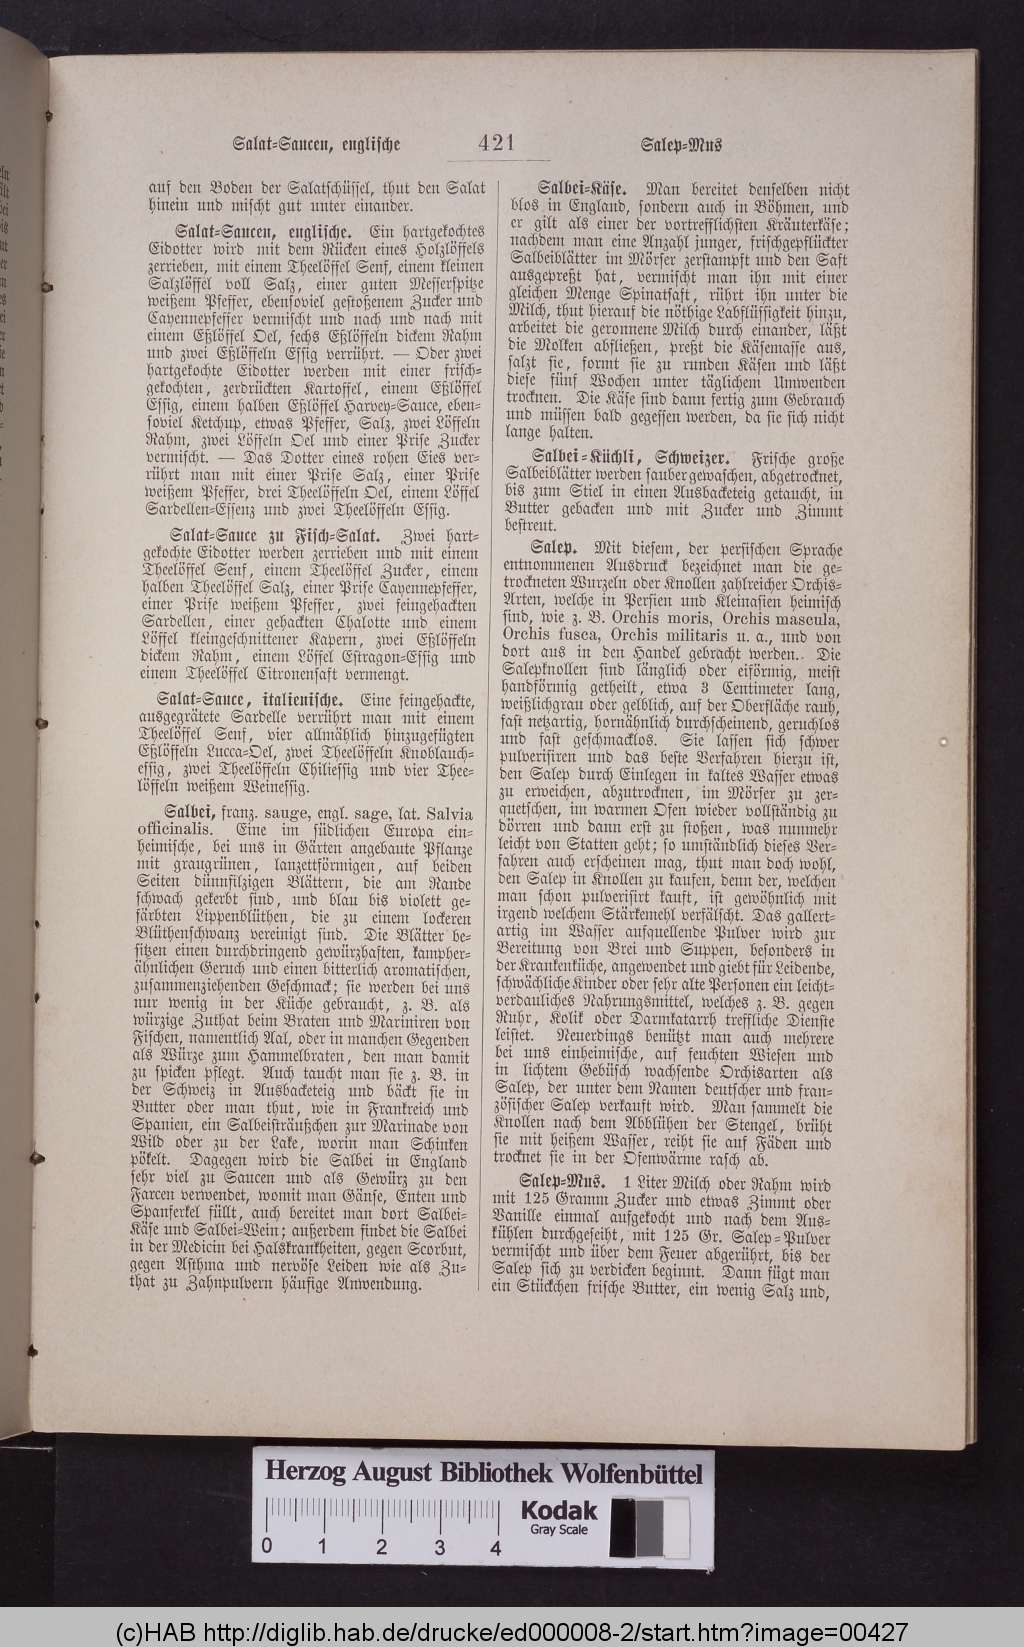 Salat-Saucen, englische 421 Salep-Mus
auf den Boden der Salatschüssel, thut den Salat
hinein und mischt gut unter einander.
Salat-Saucen, englische. Ein hartgekochtes
Eidotter wird mit dem Rücken eines Holzlöffels
zerrieben, mit einem Theelöffel Senf, einem kleinen
Salzlöffel voll Salz, einer guten Messerspitze
weißem Pfeffer, ebensoviel gestoßenem Zucker und
Cayennepfeffer vermischt und nach und nach mit
einem Eßlöffel Oel, sechs Eßlöffeln dickem Rahm
und zwei Eßlöffeln Essig verrührt. — Oder zwei
hartgekochte Eidotter werden mit einer frisch-
gekochten, zerdrückten Kartoffel, einem Eßlöffel
Essig, einem halben Eßlöffel Harvey-Sauce, eben-
soviel Ketchup, etwas Pfeffer, Salz, zwei Löffeln
Rahm, zwei Löffeln Oel und einer Prise Zucker
vermischt. — Das Dotter eines rohen Eies ver-
rührt man mit einer Prise Salz, einer Prise
weißem Pfeffer, drei Theelöffeln Oel, einem Löffel
Sardellen-Essenz und zwei Theelöffeln Essig.
Salat-Sauce zu Fisch-Salat. Zwei hart-
gekochte Eidotter werden zerrieben und mit einem
Theelöffel Senf, einem Theelöffel Zucker, einem
halben Theelöffel Salz, einer Prise Cayennepfeffer,
einer Prise weißem Pfeffer, zwei feingehackten
Sardellen, einer gehackten Chalotte und einem
Löffel kleingeschnittener Kapern, zwei Eßlöffeln
dickem Rahm, einem Löffel Estragon-Essig und
einem Theelöffel Citronensaft vermengt.
Salat-Sauce, italienische. Eine feingehackte,
ausgegrätete Sardelle verrührt man mit einem
Theelöffel Senf, vier allmählich hinzugefügten
Eßlöffeln Lucca-Oel, zwei Theelöffeln Knoblauch-
essig, zwei Theelöffeln Chiliessig und vier Thee-
löffeln weißem Weinessig.
Salbei, franz. sauge, engl. sage, lat. Salvia
officinalis. Eine im südlichen Europa ein-
heimische, bei uns in Gärten angebaute Pflanze
mit graugrünen, lanzettförmigen, auf beiden
Seiten dünnfilzigen Blättern, die am Rande
schwach gekerbt sind, und blau bis violett ge-
färbten Lippenblüthen, die zu einem lockeren
Blüthenschwanz vereinigt sind. Die Blätter be-
sitzen einen durchdringend gewürzhaften, kampher-
ähnlichen Geruch und einen bitterlich aromatischen,
zusammenziehenden Geschmack; sie werden bei uns
nur wenig in der Küche gebraucht, z. B. als
würzige Zuthat beim Braten und Mariniren von
Fischen, namentlich Aal, oder in manchen Gegenden
als Würze zum Hammelbraten, den man damit
zu spicken pflegt. Auch taucht man sie z. B. in
der Schweiz in Ausbacketeig und bäckt sie in
Butter oder man thut, wie in Frankreich und
Spanien, ein Salbeisträußchen zur Marinade von
Wild oder zu der Lake, worin man Schinken
pökelt. Dagegen wird die Salbei in England
sehr viel zu Saucen und als Gewürz zu den
Farcen verwendet, womit man Gänse, Enten und
Spanferkel füllt, auch bereitet man dort Salbei-
Käse und Salbei-Wein; außerdem findet die Salbei
in der Medicin bei Halskrankheiten, gegen Scorbut,
gegen Asthma und nervöse Leiden wie als Zu-
that zu Zahnpulvern häufige Anwendung.
Salbei-Käse. Man bereitet denselben nicht
blos in England, sondern auch in Böhmen, und
er gilt als einer der vortrefflichsten Kräuterkäse;
nachdem man eine Anzahl junger, frischgepflückter
Salbeiblätter im Mörser zerstampft und den Saft
ausgepreßt hat, vermischt man ihn mit einer
gleichen Menge Spinatsaft, rührt ihn unter die
Milch, thut hierauf die nöthige Labflüssigkeit hinzu,
arbeitet die geronnene Milch durch einander, läßt
die Molken abfließen, preßt die Käsemasse aus,
salzt sie, formt sie zu runden Käsen und läßt
diese fünf Wochen unter täglichem Umwenden
trocknen. Die Käse sind dann fertig zum Gebrauch
und müssen bald gegessen werden, da sie sich nicht
lange halten.
Salbei-Küchli, Schweizer. Frische große
Salbeiblätter werden sauber gewaschen, abgetrocknet,
bis zum Stiel in einen Ausbacketeig getaucht, in
Butter gebacken und mit Zucker und Zimmt
bestreut.
Salep. Mit diesem, der persischen Sprache
entnommenen Ausdruck bezeichnet man die ge-
trockneten Wurzeln oder Knollen zahlreicher Orchis-
Arten, welche in Persien und Kleinasien heimisch
sind, wie z. B. Orchis moris, Orchis mascula,
Orchis fusca, Orchis militaris u. a., und von
dort aus in den Handel gebracht werden.. Die
Salepknollen sind länglich oder eiförmig, meist
handförmig getheilt, etwa 3 Centimeter lang,
weißlichgrau oder gelblich, auf der Oberfläche rauh,
fast netzartig, hornähnlich durchscheinend, geruchlos
und fast geschmacklos. Sie lassen sich schwer
pulverisiren und das beste Verfahren hierzu ist,
den Salep durch Einlegen in kaltes Wasser etwas
zu erweichen, abzutrocknen, im Mörser zu zer-
quetschen, im warmen Ofen wieder vollständig zu
dörren und dann erst zu stoßen, was nunmehr
leicht von Statten geht; so umständlich dieses Ver-
fahren auch erscheinen mag, thut man doch wohl,
den Salep in Knollen zu kaufen, denn der, welchen
man schon pulverisirt kauft, ist gewöhnlich mit
irgend welchem Stärkemehl verfälscht. Das gallert-
artig im Wasser aufquellende Pulver wird zur
Bereitung von Brei und Suppen, besonders in
der Krankenküche, angewendet und giebt für Leidende,
schwächliche Kinder oder sehr alte Personen ein leicht-
verdauliches Nahrungsmittel, welches z. B. gegen
Ruhr, Kolik oder Darmkatarrh treffliche Dienste
leistet. Neuerdings benützt man auch mehrere
bei uns einheimische, auf feuchten Wiesen und
in lichtem Gebüsch wachsende Orchisarten als
Salep, der unter dem Namen deutscher und fran-
zösischer Salep verkauft wird. Man sammelt die
Knollen nach dem Abblühen der Stengel, brüht
sie mit heißem Wasser, reiht sie auf Fäden und
trocknet sie in der Ofenwärme rasch ab.
Salep-Mus. 1 Liter Milch oder Rahm wird
mit 125 Gramm Zucker und etwas Zimmt oder
Vanille einmal aufgekocht und nach dem Aus-
kühlen durchgeseiht, mit 125 Gr. Salep-Pulver
vermischt und über dem Feuer abgerührt, bis der
Salep sich zu verdicken beginnt. Dann fügt man
ein Stückchen frische Butter, ein wenig Salz und,
Herzog August Bibliothek Wolfenbüttel
0 1 2 3 4
Kodak
Gray Scale
(c)HAB http://diglib.hab.de/drucke/ed000008-2/start.htm?image=00427